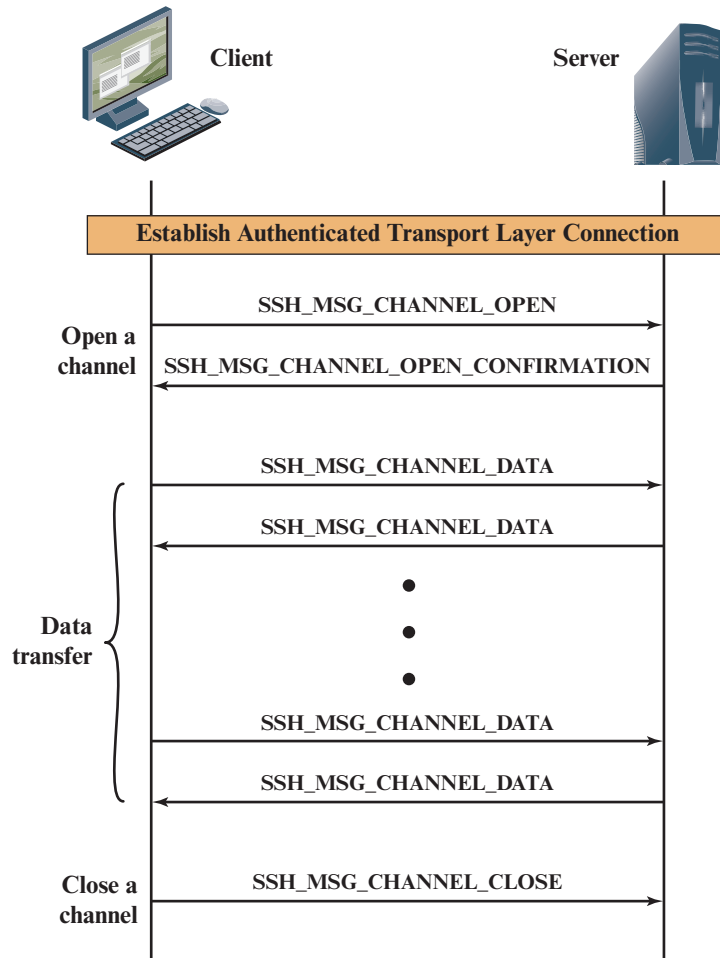 Client
Server
Establish Authenticated Transport Layer Connection
SSH_MSG_CHANNEL_OPEN
Open a
channel
SSH_MSG_CHANNEL_OPEN_CONFIRMATION
SSH_MSG_CHANNEL_DATA
SSH_MSG_CHANNEL_DATA
Data
transfer
SSH_MSG_CHANNEL_DATA
SSH_MSG_CHANNEL_DATA
Close a
channel
SSH_MSG_CHANNEL_CLOSE